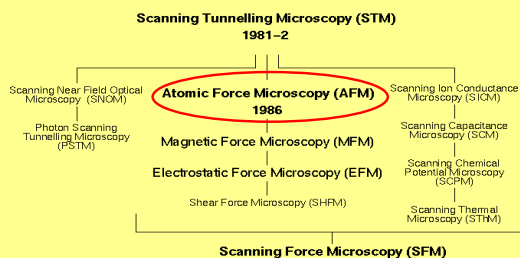 Scanning Tunnelling Microscopy (STM)
1981-2
Scanning Near Field Optical
Microscopy (SNOM)
Photon Scanning
Tunnelling Microscopy
(PSTM)
Atomic Force Microscopy (AFM)
1986
Magnetic Force Microscopy (MFM)
Electrostatic Force Microscopy (EFM)
Shear Force Microscopy (SHFM)
Scanning Ion Conductance
Microscopy (SICM)
Scanning Capacitance
Microscopy (SCM)
Scanning Chemical
Potential Microscopy
(SCPM)
Scanning Thermal
Microscopy (SThM)
Scanning Force Microscopy (SFM)